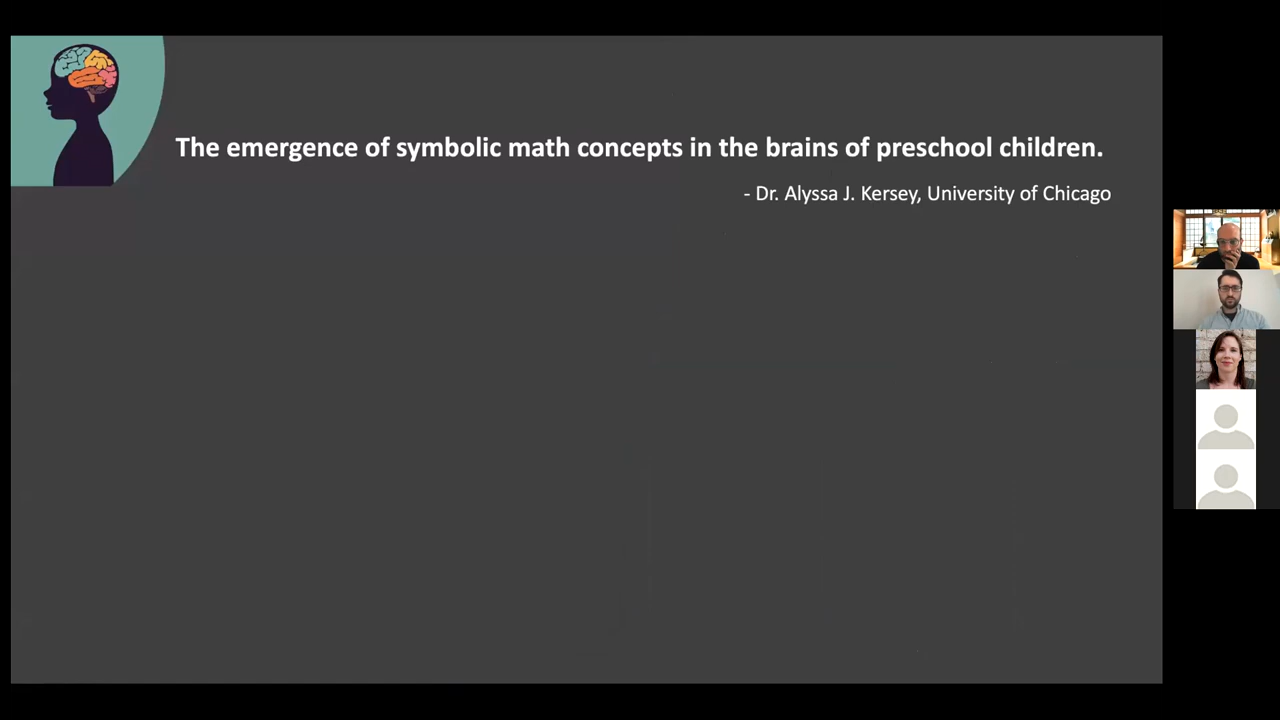 The emergence of symbolic math concepts in the brains of preschool children.
- Dr. Alyssa J. Kersey, University of Chicago